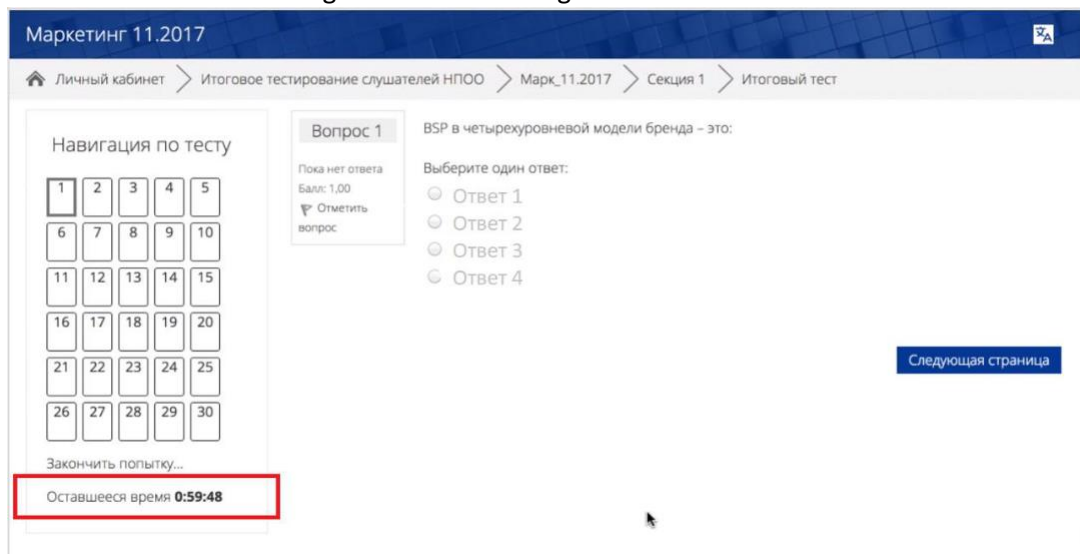 Маркетинг 11.2017
Личный кабинет > Итоговое тестирование слушателей НПОО > Марк_11.2017 > Секция 1 > Итоговый тест
Навигация по тесту
1 2 3 4 5
6 7 8 9 10
11 12 13 14 15
16 17 18 19 20
21 22 23 24 25
26 27 28 29 30
Закончить попытку...
Оставшееся время 0:59:48
Вопрос 1
Пока нет ответа
Балл: 1,00
Отметить
вопрос
BSP в четырехуровневой модели бренда – это:
Выберите один ответ:
Ответ 1
Ответ 2
Ответ 3
Ответ 4
Следующая страница